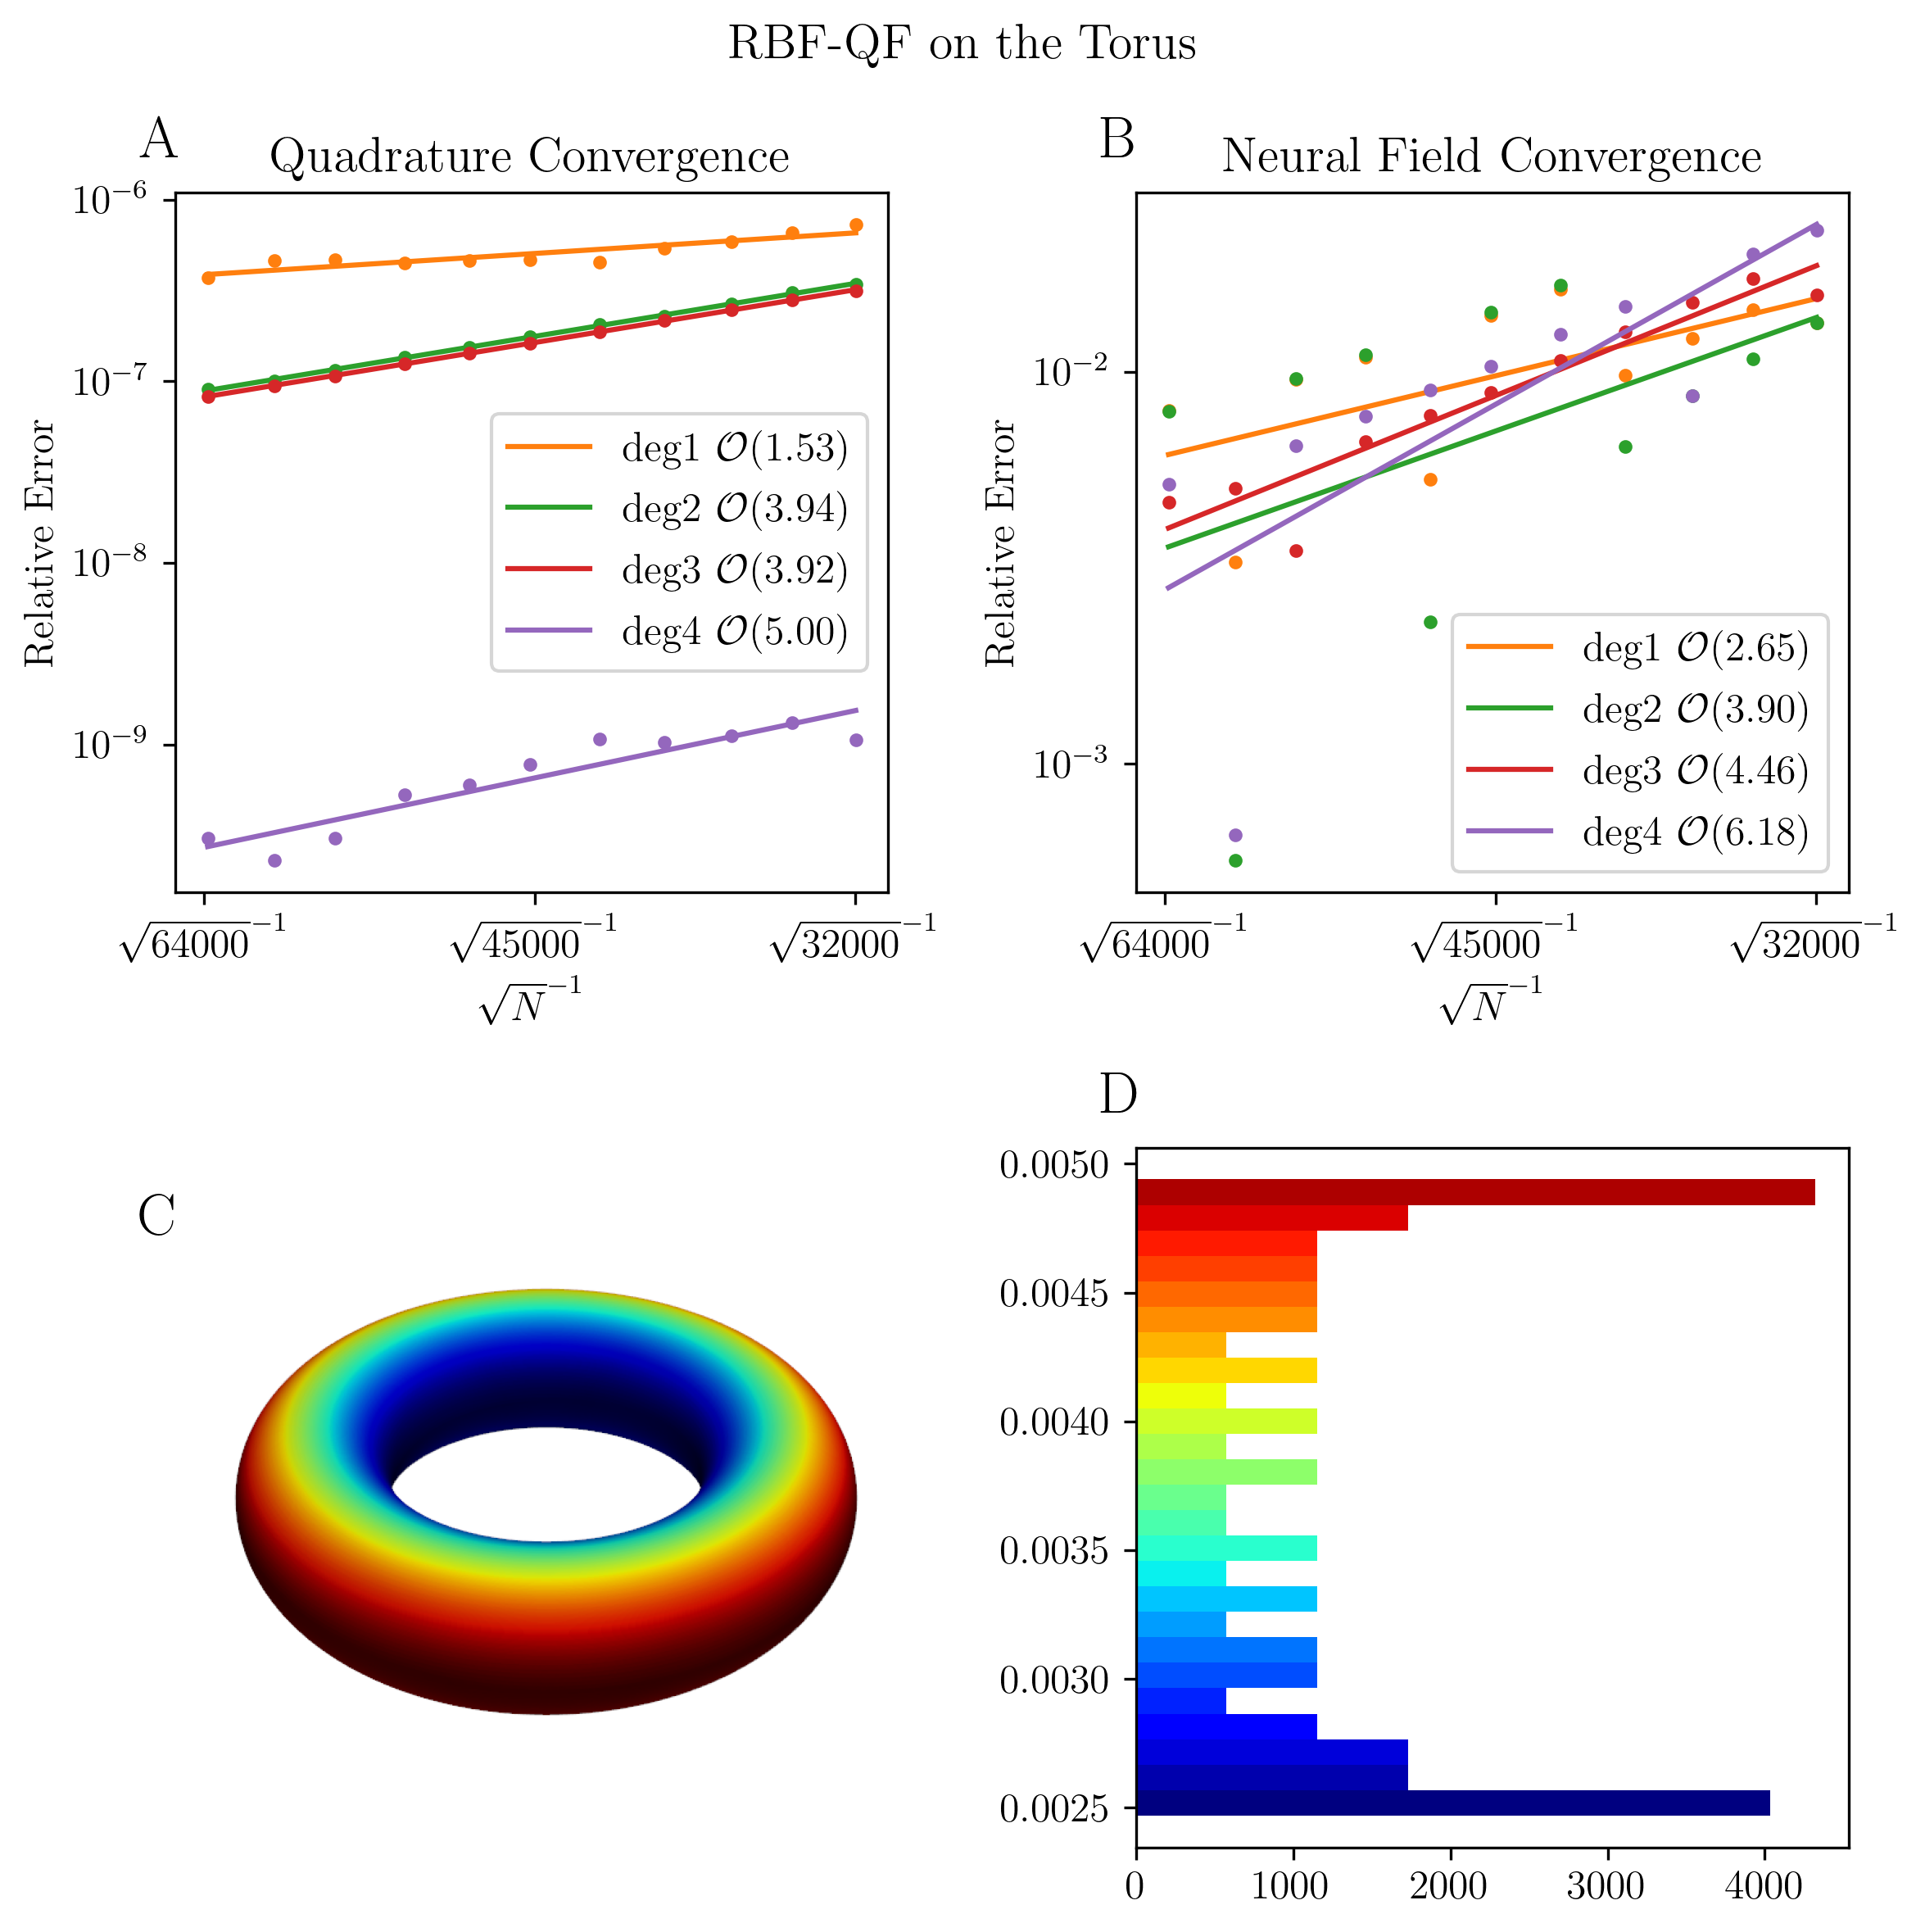 RBF-QF on the Torus
A
Quadrature Convergence
10⁻⁶
10⁻⁷
10⁻⁸
10⁻⁹
Relative Error
deg1 𝒪(1.53)
deg2 𝒪(3.94)
deg3 𝒪(3.92)
deg4 𝒪(5.00)
√64000⁻¹ √45000⁻¹ √32000⁻¹
√N⁻¹
B
Neural Field Convergence
10⁻²
10⁻³
Relative Error
deg1 𝒪(2.65)
deg2 𝒪(3.90)
deg3 𝒪(4.46)
deg4 𝒪(6.18)
√64000⁻¹ √45000⁻¹ √32000⁻¹
√N⁻¹
C
D
0.0050
0.0045
0.0040
0.0035
0.0030
0.0025
0 1000 2000 3000 4000